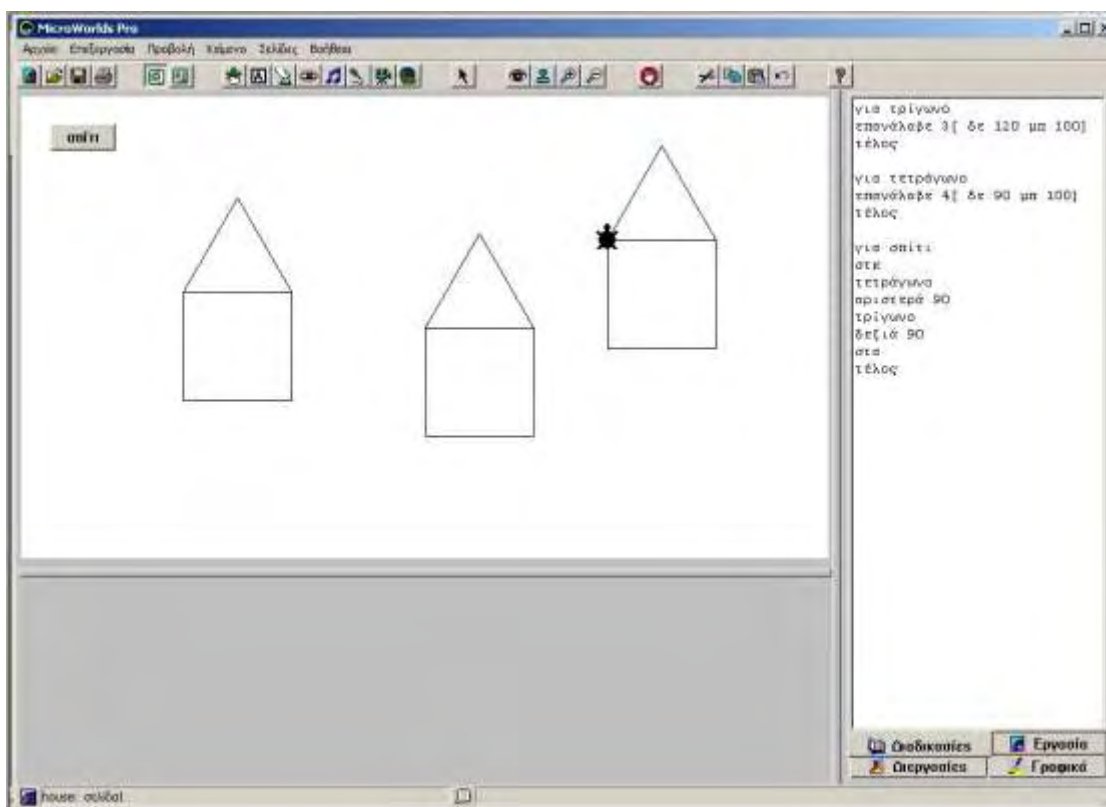 MicroWorlds Pro
Αρχείο Επεξεργασία Προβολή Κείμενο Σελίδες Βοήθεια
σπίτι
για τρίγωνο
επανάλαβε 3[ δε 120 μπ 100]
τέλος
για τετράγωνο
επανάλαβε 4[ δε 90 μπ 100]
τέλος
για σπίτι
στκ
τετράγωνο
αριστερά 90
τρίγωνο
δεξιά 90
στα
τέλος
Διαδικασίες Εργασία
Διεργασίες Γραφικά
house: σελίδα1